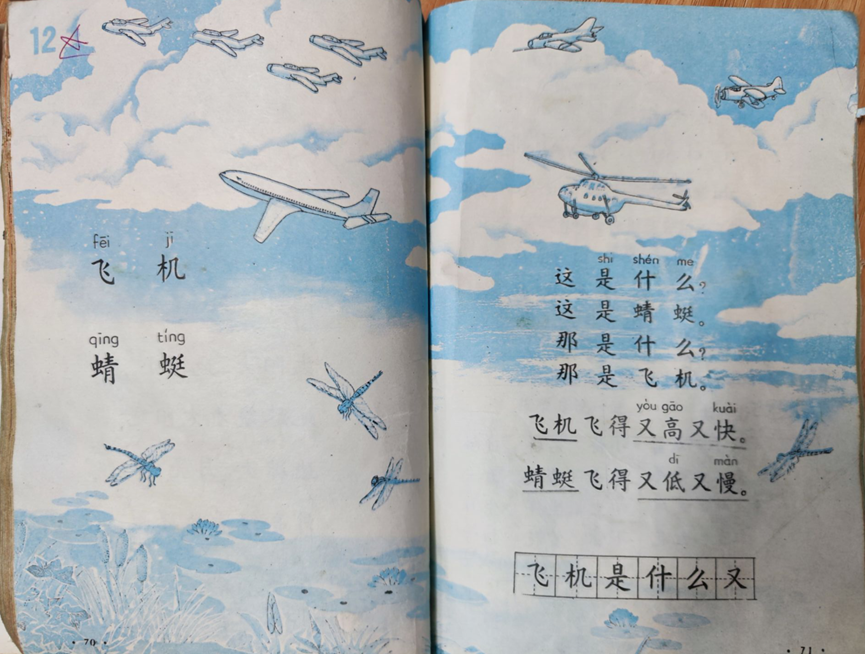 12
fēi jī
飞 机
qīng tíng
蜻 蜓
· 70 ·
shì shén me
这 是 什 么?
这 是 蜻 蜓。
那 是 什 么?
那 是 飞 机。
yòu gāo kuài
飞机飞得又高又快。
dī màn
蜻蜓飞得又低又慢。
飞 机 是 什 么 又
· 71 ·